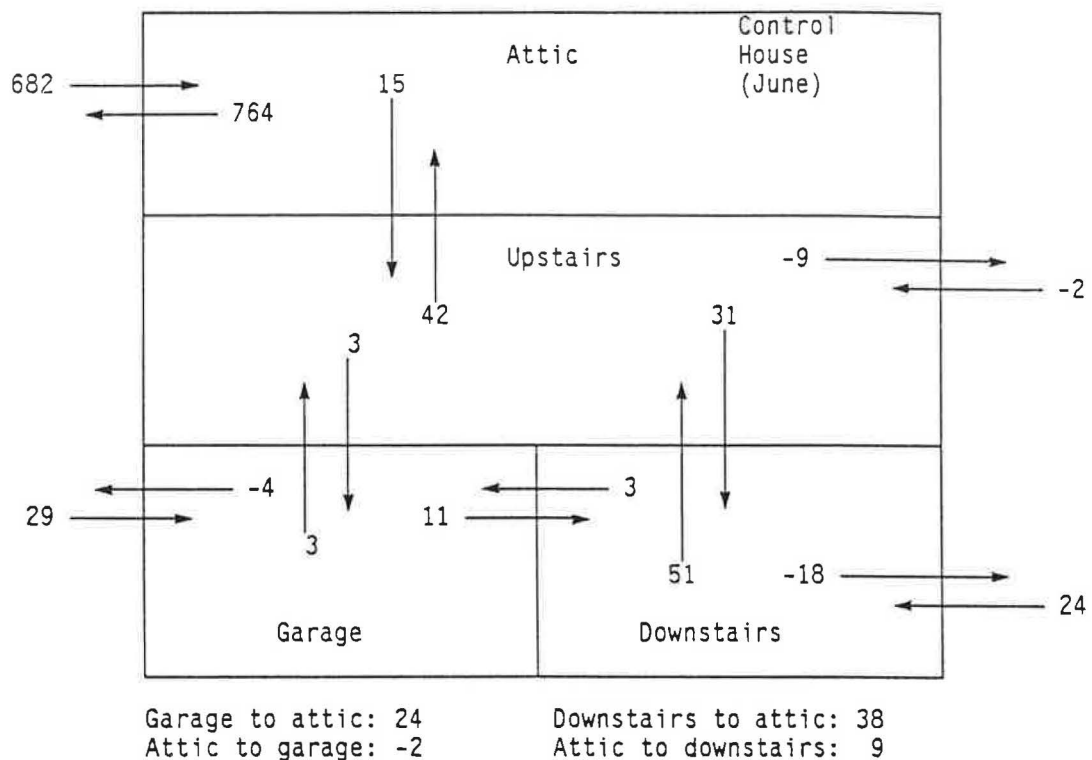 Control
Attic House
(June)
682 15
764
Upstairs -9
-2
42 31
3
-4 3
29 11
3
51 -18
24
Garage Downstairs
Garage to attic: 24 Downstairs to attic: 38
Attic to garage: -2 Attic to downstairs: 9